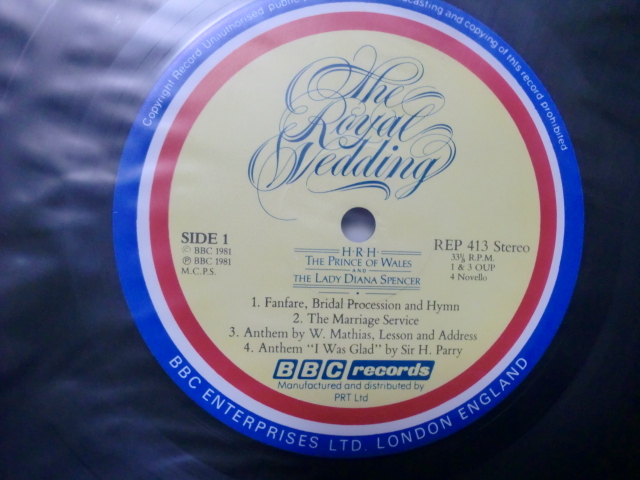 Copyright Record Unauthorised public
casting and copying of this record prohibited
The
Royal
Wedding
SIDE 1
© BBC 1981
℗ BBC 1981
M.C.P.S.
H·R·H·
THE PRINCE OF WALES
AND
THE LADY DIANA SPENCER
REP 413 Stereo
33⅓ R.P.M.
1 & 3 OUP
4 Novello
1. Fanfare, Bridal Procession and Hymn
2. The Marriage Service
3. Anthem by W. Mathias, Lesson and Address
4. Anthem "I Was Glad" by Sir H. Parry
BBC records
Manufactured and distributed by
PRT Ltd
BBC ENTERPRISES LTD. LONDON ENGLAND